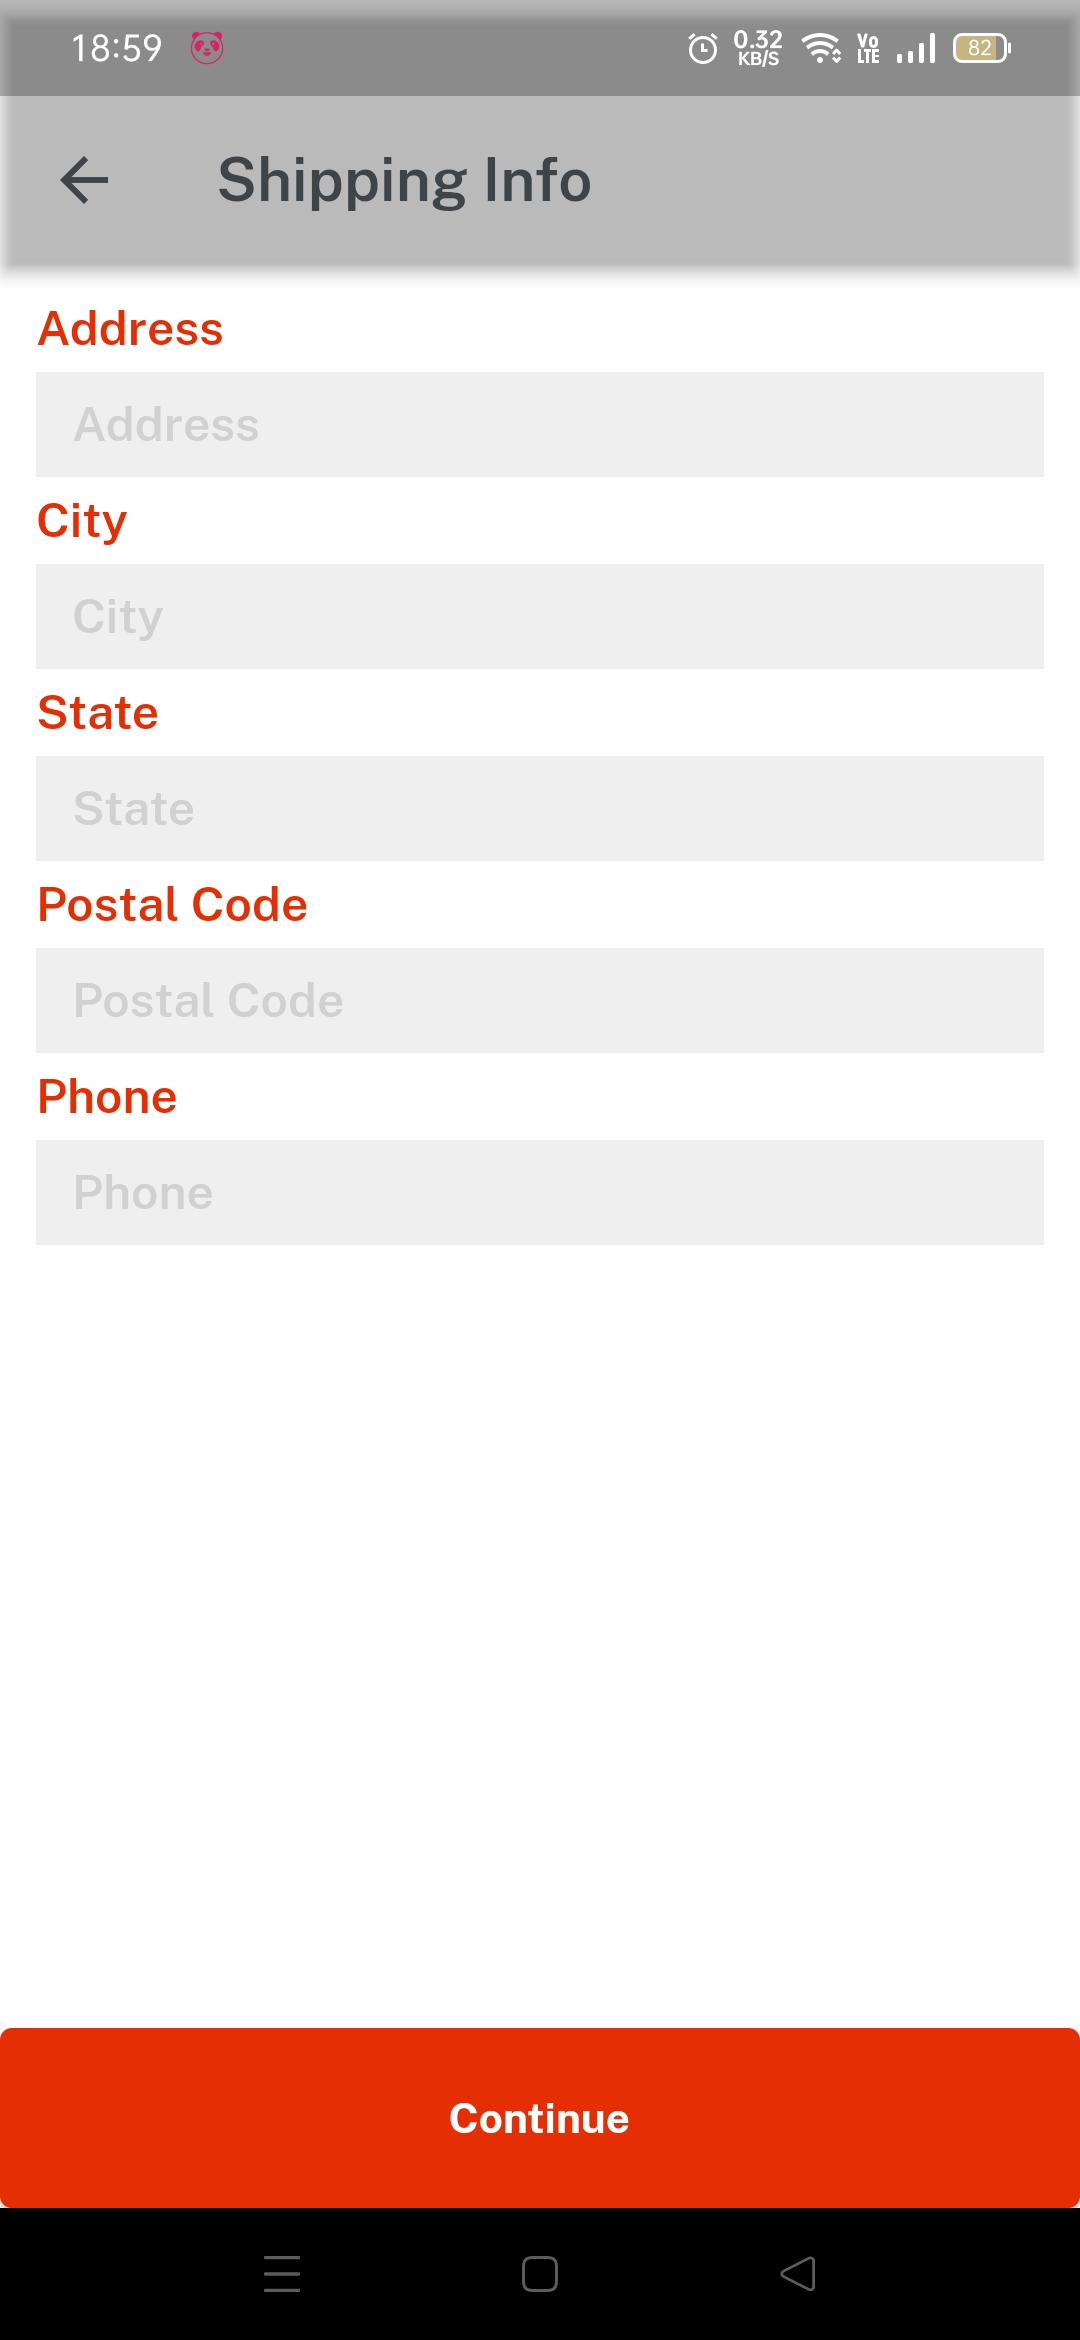 18:59 0.32 KB/S Vo LTE 82
Shipping Info
Address
Address
City
City
State
State
Postal Code
Postal Code
Phone
Phone
Continue